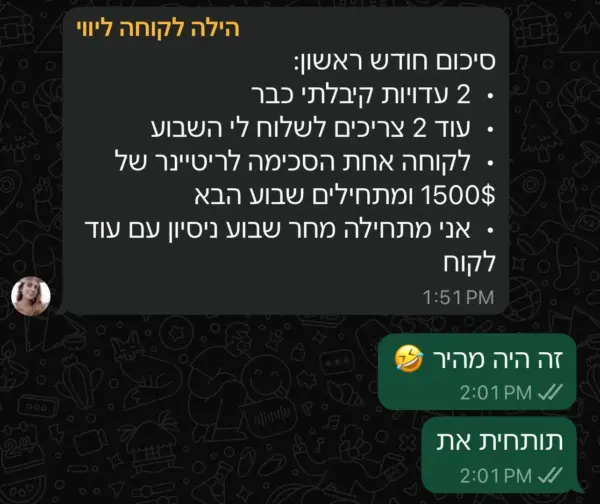 הילה לקוחה ליווי
סיכום חודש ראשון:
• 2 עדויות קיבלתי כבר
• עוד 2 צריכים לשלוח לי השבוע
• לקוחה אחת הסכימה לריטיינר של
1500$ ומתחילים שבוע הבא
• אני מתחילה מחר שבוע ניסיון עם עוד
לקוח
1:51 PM
זה היה מהיר 🤣
2:01 PM
תותחית את
2:01 PM